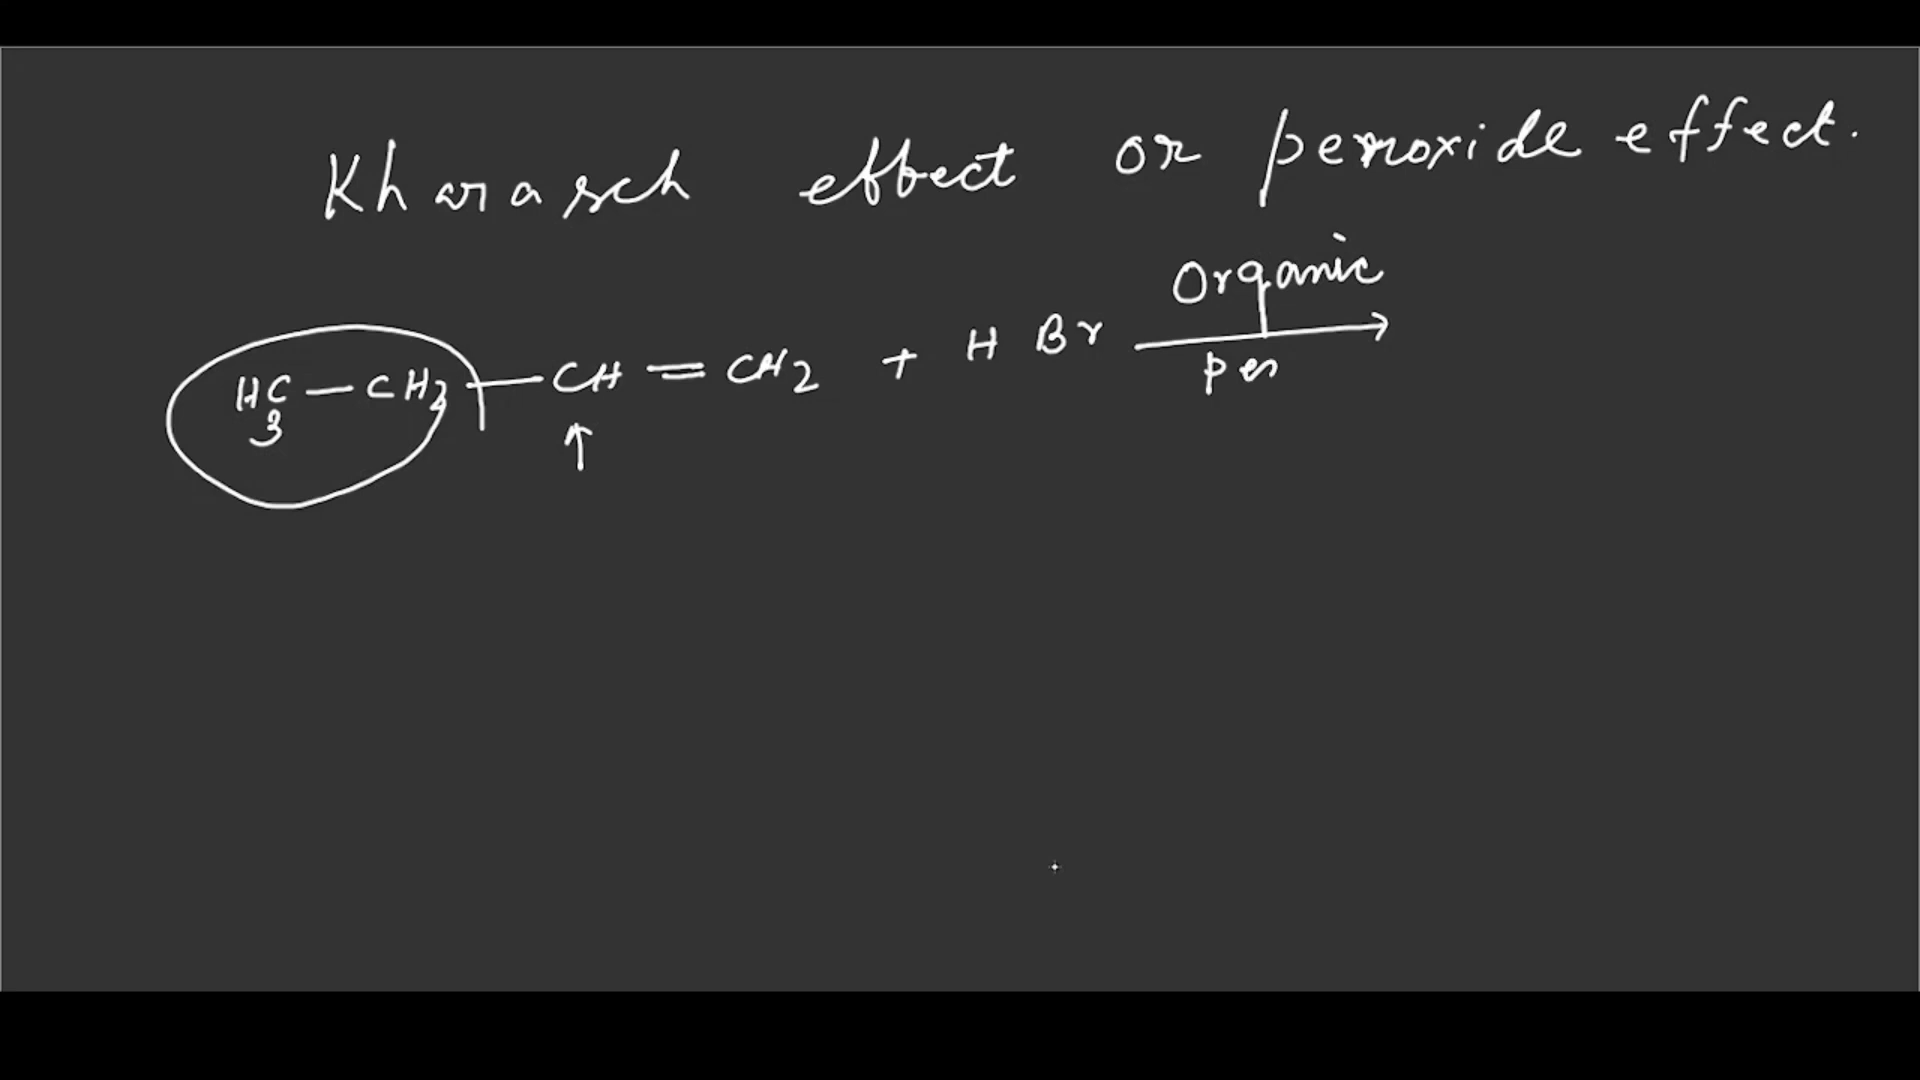 Kharasch effect or peroxide effect.
Organic
H3C - CH2 - CH = CH2 + H Br →
per
↑